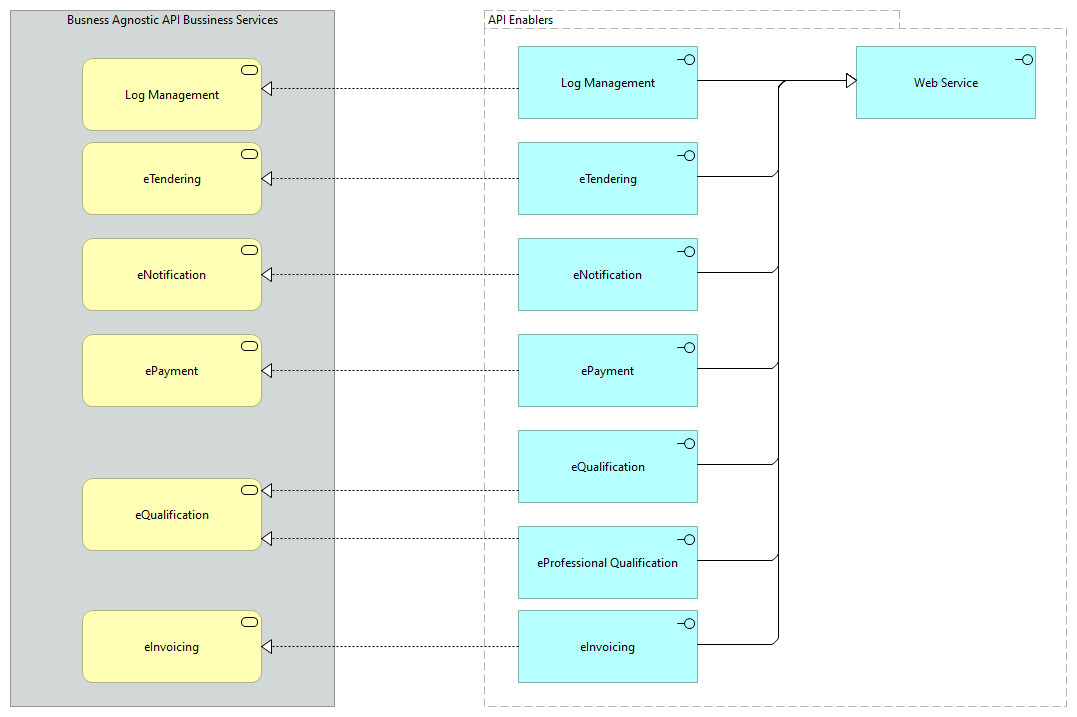 Busness Agnostic API Bussiness Services
API Enablers
Log Management
Log Management
Web Service
eTendering
eTendering
eNotification
eNotification
ePayment
ePayment
eQualification
eQualification
eProfessional Qualification
eInvoicing
eInvoicing